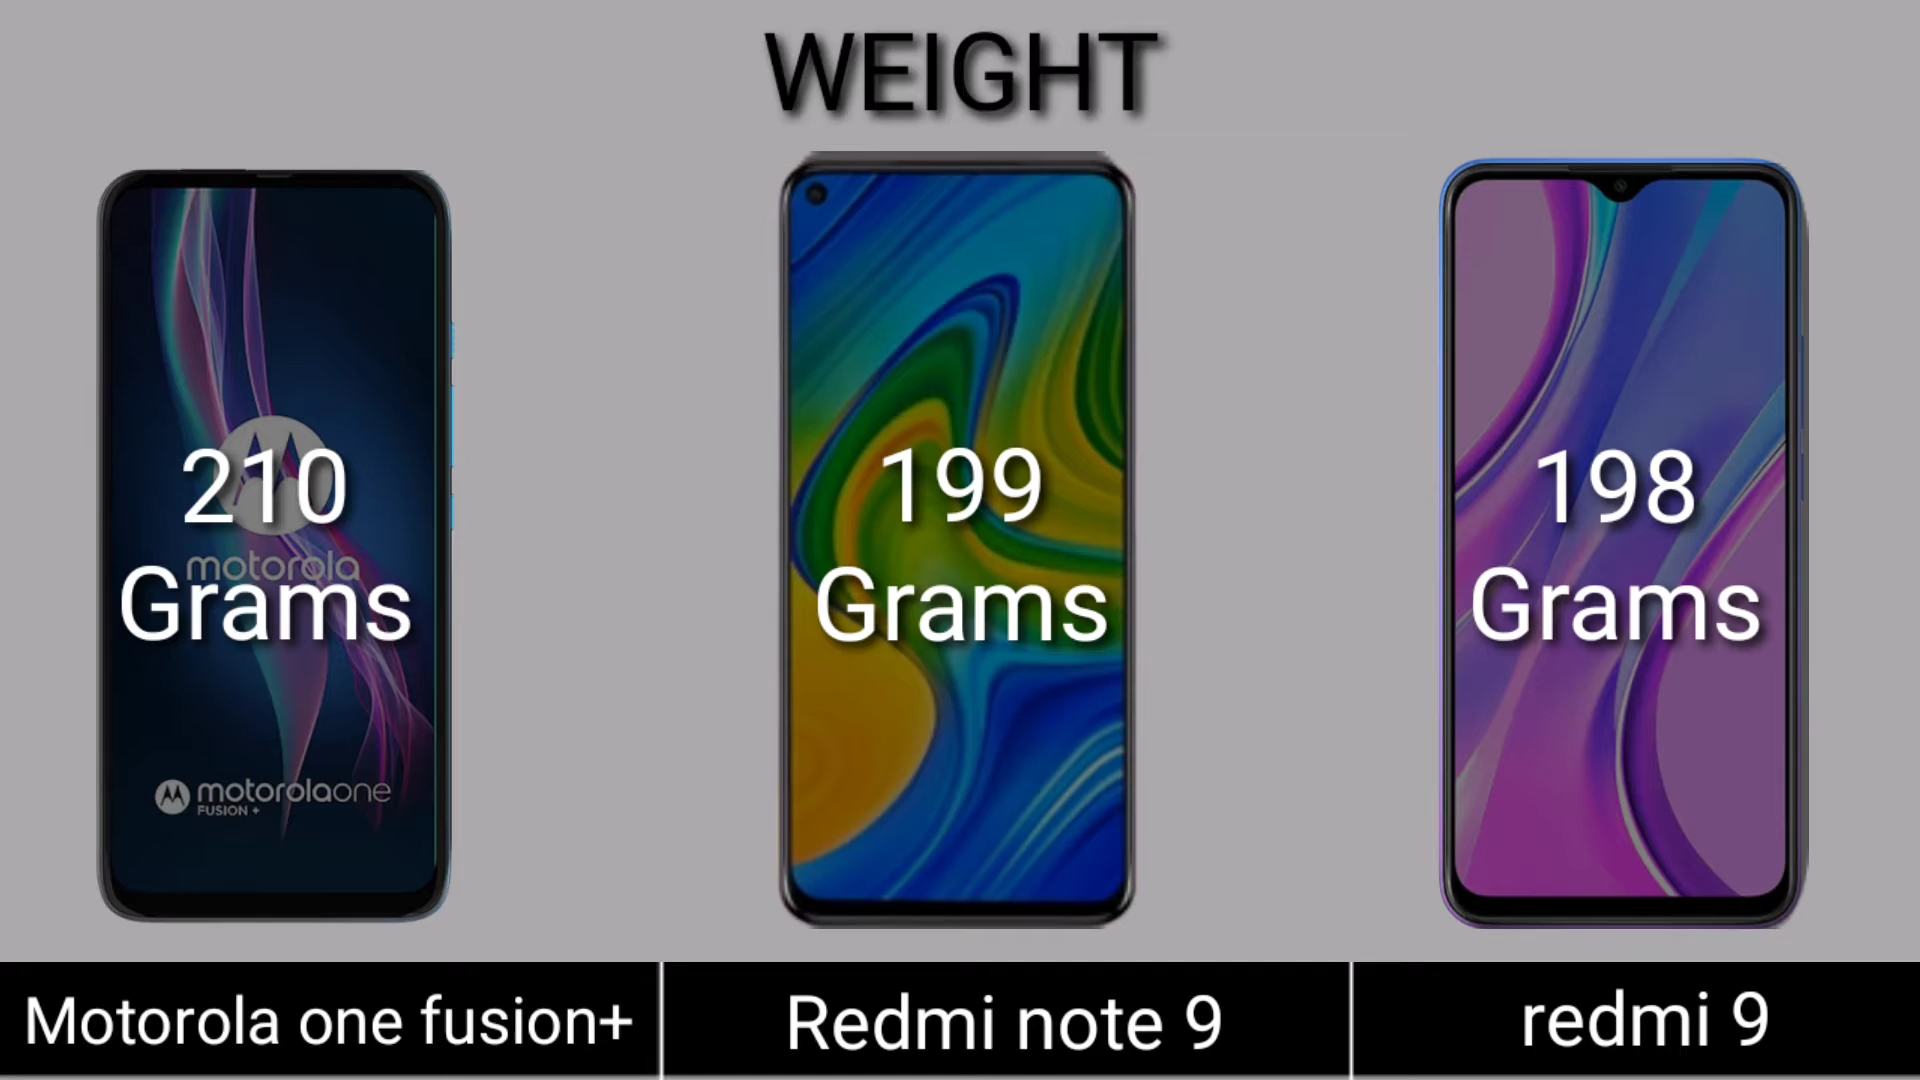 WEIGHT
210
motorola
Grams
motorolaone
FUSION +
199
Grams
198
Grams
Motorola one fusion+
Redmi note 9
redmi 9